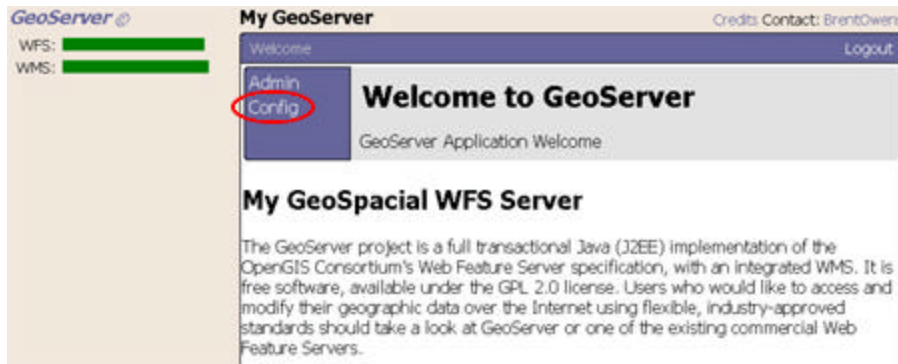 GeoServer
WFS:
WMS:
My GeoServer
Credits Contact: BrentOwens
Welcome
Logout
Admin
Config
Welcome to GeoServer
GeoServer Application Welcome
My GeoSpacial WFS Server
The GeoServer project is a full transactional Java (J2EE) implementation of the
OpenGIS Consortium's Web Feature Server specification, with an integrated WMS. It is
free software, available under the GPL 2.0 license. Users who would like to access and
modify their geographic data over the Internet using flexible, industry-approved
standards should take a look at GeoServer or one of the existing commercial Web
Feature Servers.